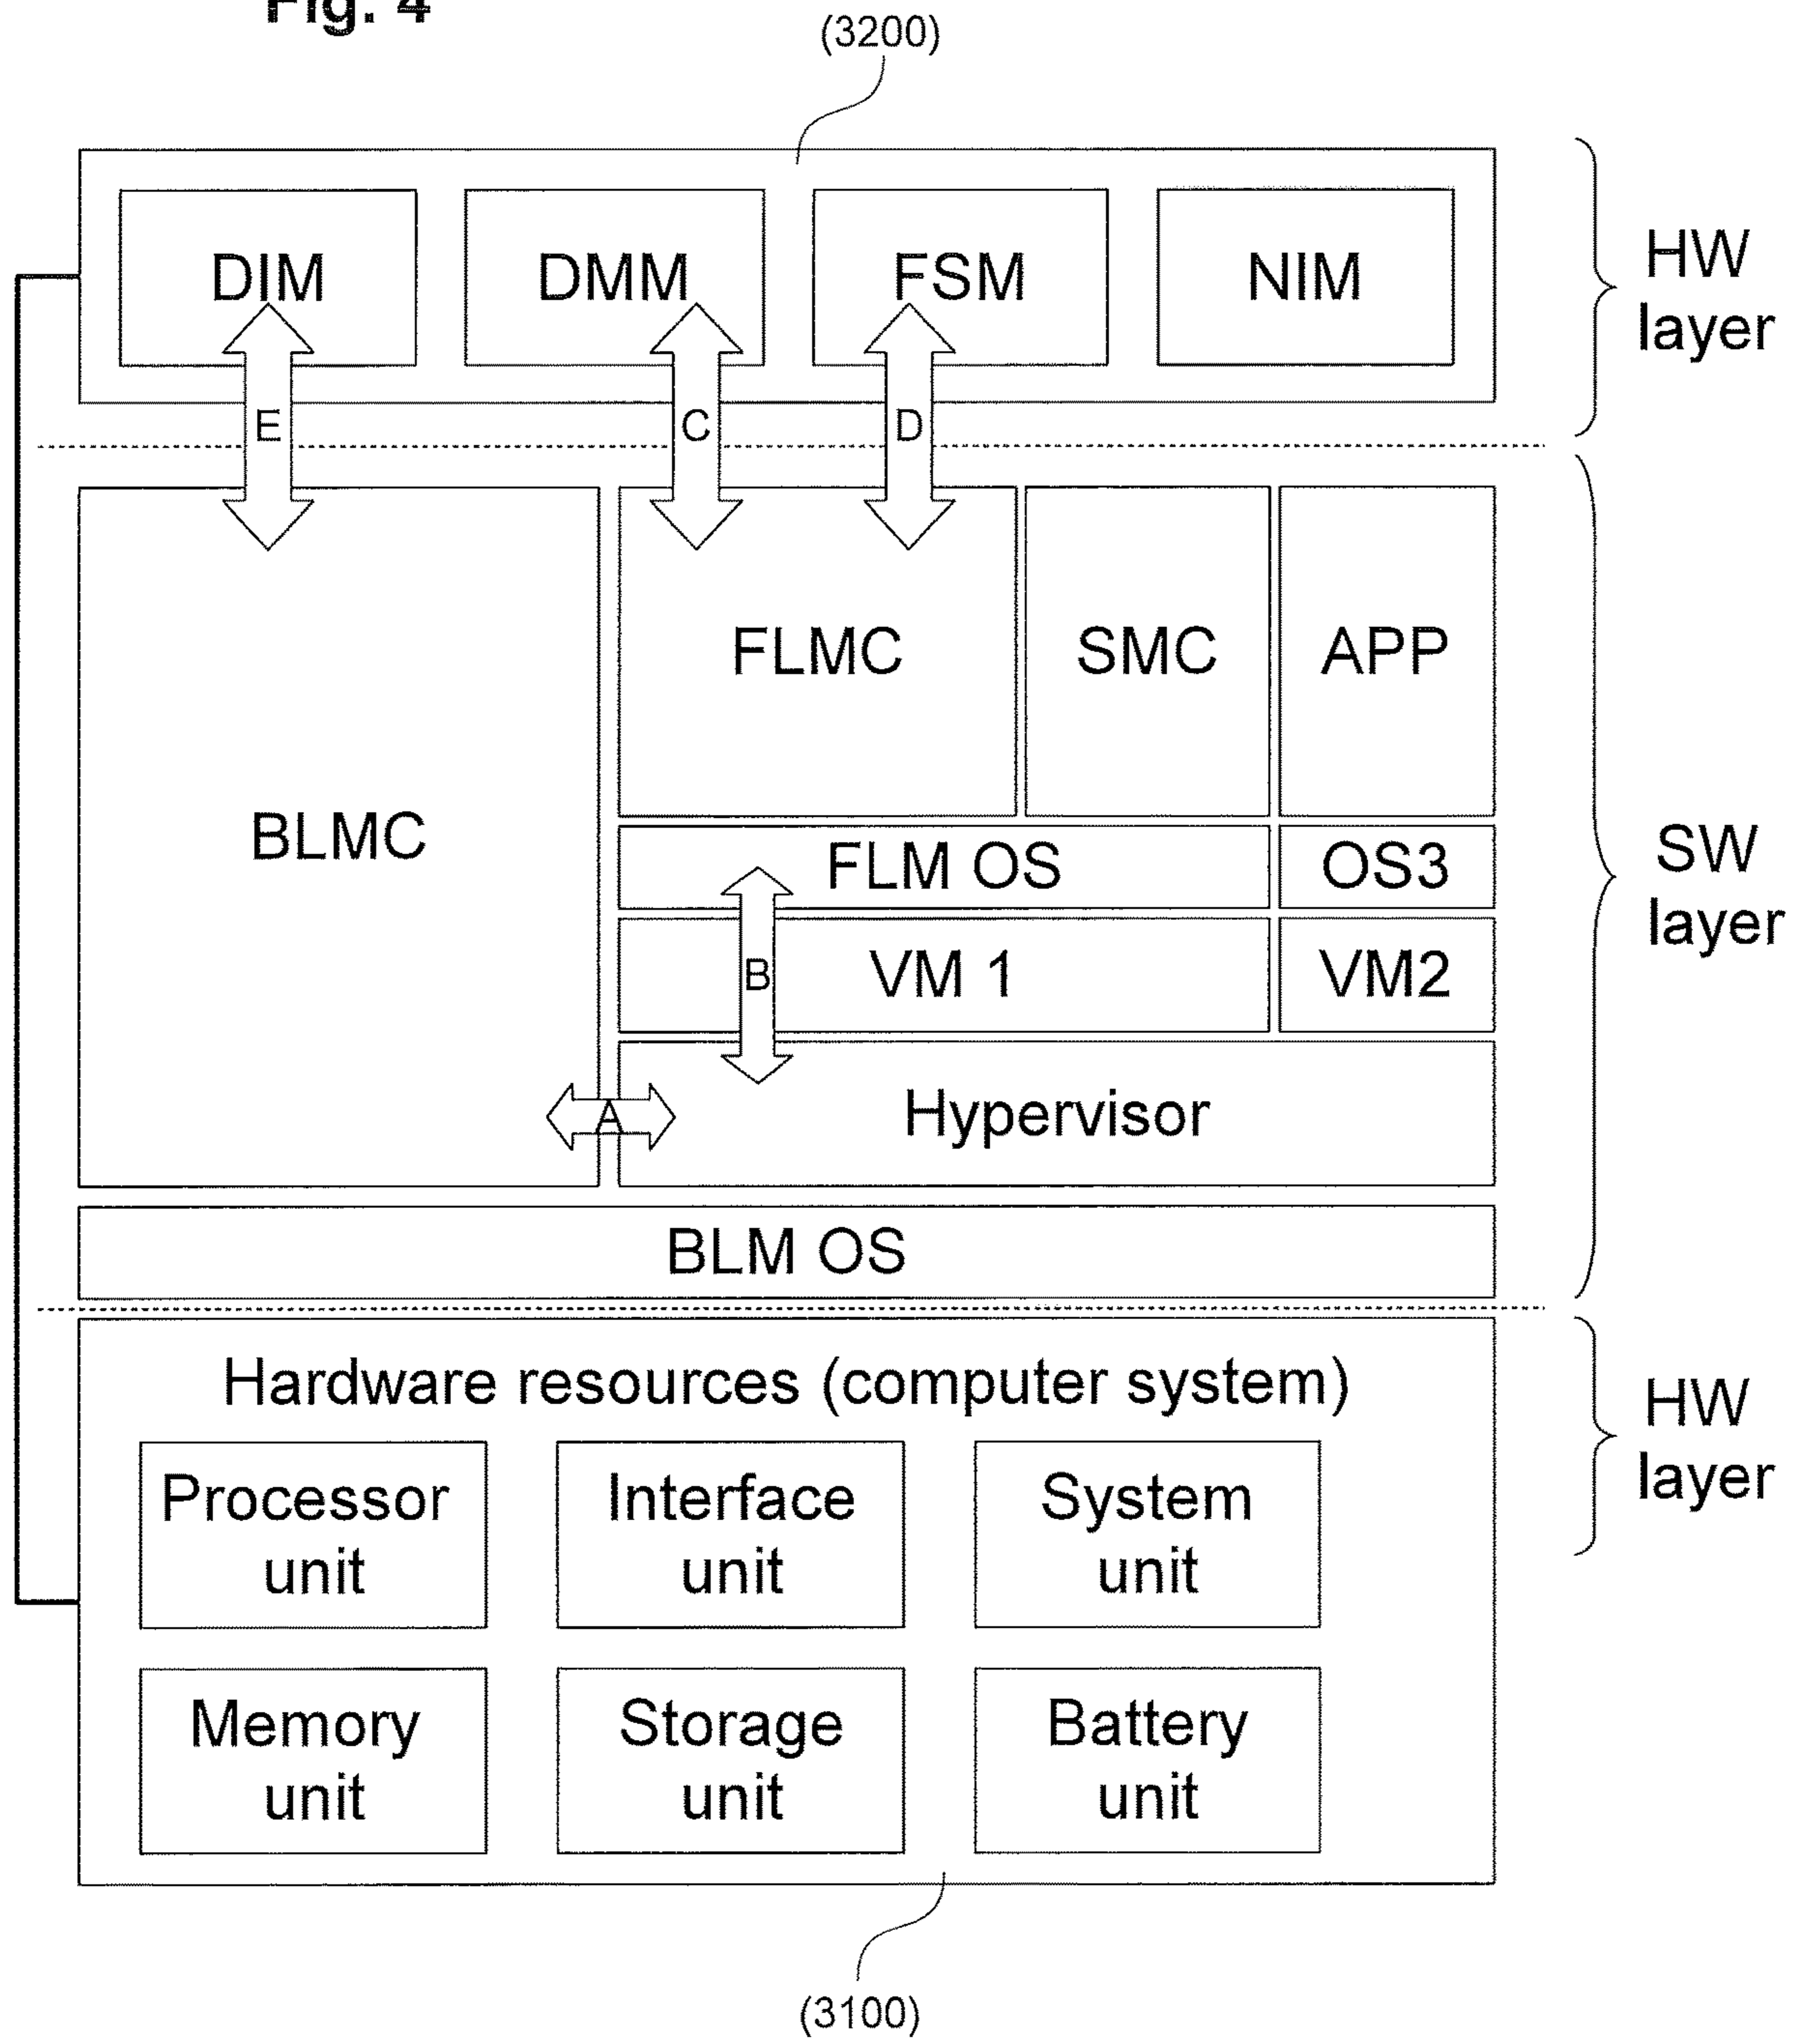 Fig. 4
(3200)
DIM
DMM
FSM
NIM
HW
layer
E
C
D
BLMC
FLMC
SMC
APP
FLM OS
OS3
B
VM 1
VM2
A
Hypervisor
SW
layer
BLM OS
Hardware resources (computer system)
Processor
unit
Interface
unit
System
unit
HW
layer
Memory
unit
Storage
unit
Battery
unit
(3100)